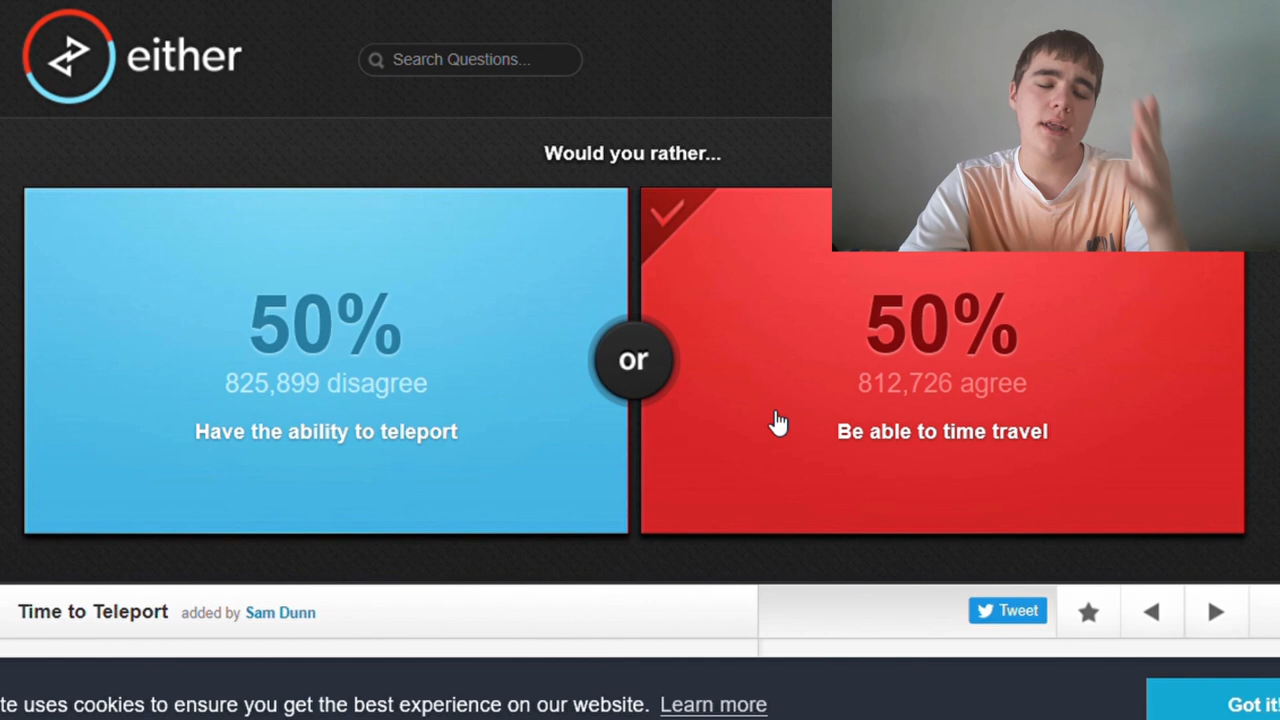 either
Search Questions...
Would you rather...
50%
825,899 disagree
Have the ability to teleport
or
50%
812,726 agree
Be able to time travel
Time to Teleport added by Sam Dunn
Tweet
te uses cookies to ensure you get the best experience on our website. Learn more
Got it!